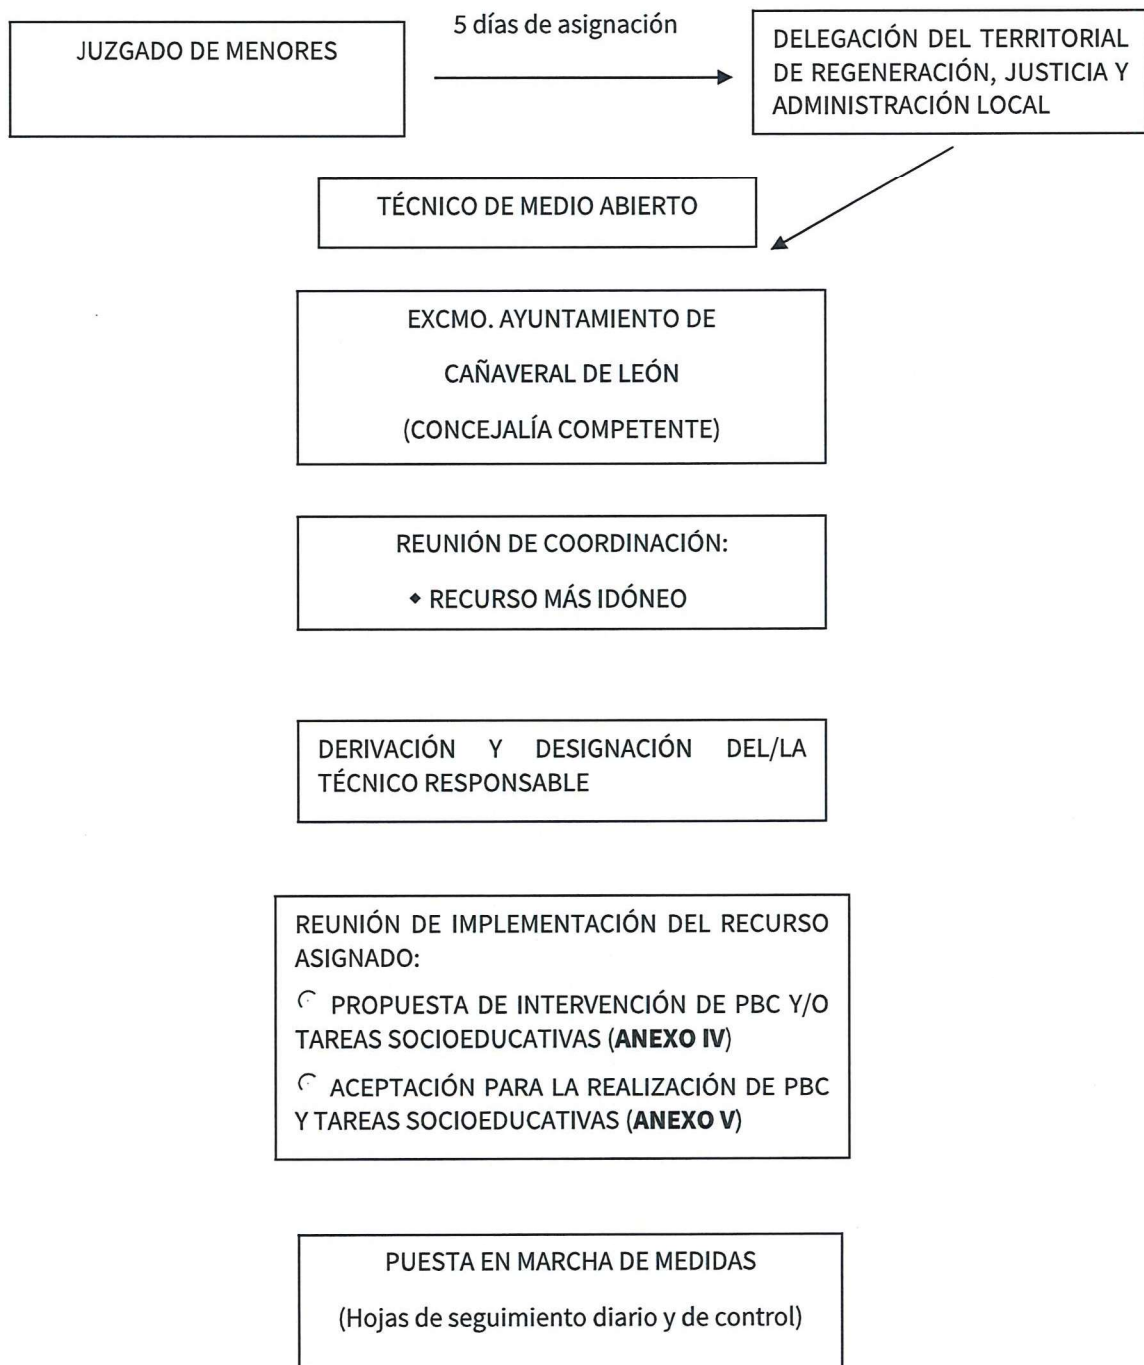 JUZGADO DE MENORES
5 días de asignación
DELEGACIÓN DEL TERRITORIAL
DE REGENERACIÓN, JUSTICIA Y
ADMINISTRACIÓN LOCAL
TÉCNICO DE MEDIO ABIERTO
EXCMO. AYUNTAMIENTO DE
CAÑAVERAL DE LEÓN
(CONCEJALÍA COMPETENTE)
REUNIÓN DE COORDINACIÓN:
◆ RECURSO MÁS IDÓNEO
DERIVACIÓN Y DESIGNACIÓN DEL/LA
TÉCNICO RESPONSABLE
REUNIÓN DE IMPLEMENTACIÓN DEL RECURSO
ASIGNADO:
PROPUESTA DE INTERVENCIÓN DE PBC Y/O
TAREAS SOCIOEDUCATIVAS (ANEXO IV)
ACEPTACIÓN PARA LA REALIZACIÓN DE PBC
Y TAREAS SOCIOEDUCATIVAS (ANEXO V)
PUESTA EN MARCHA DE MEDIDAS
(Hojas de seguimiento diario y de control)